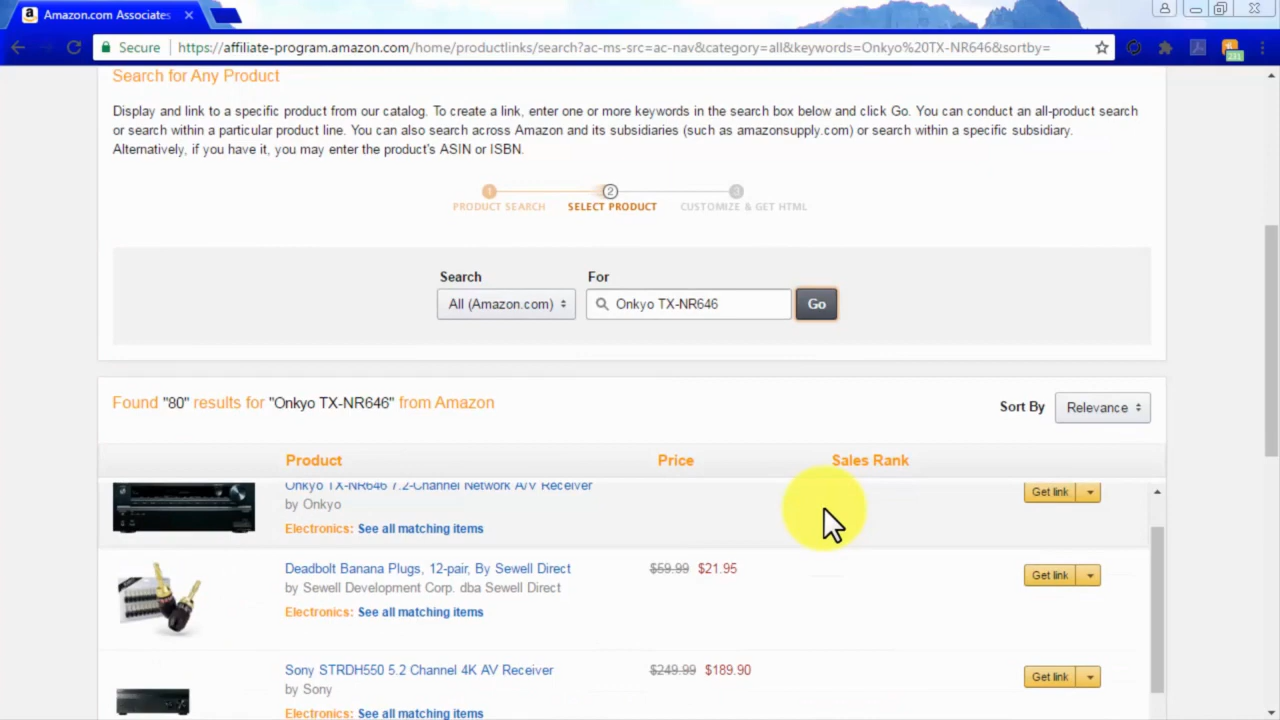 Amazon.com Associates
Secure
https://affiliate-program.amazon.com/home/productlinks/search?ac-ms-src=ac-nav&category=all&keywords=Onkyo%20TX-NR646&sortby=
231
Search for Any Product
Display and link to a specific product from our catalog. To create a link, enter one or more keywords in the search box below and click Go. You can conduct an all-product search
or search within a particular product line. You can also search across Amazon and its subsidiaries (such as amazonsupply.com) or search within a specific subsidiary.
Alternatively, if you have it, you may enter the product's ASIN or ISBN.
1 2 3
PRODUCT SEARCH SELECT PRODUCT CUSTOMIZE & GET HTML
Search For
All (Amazon.com) Onkyo TX-NR646 Go
Found "80" results for "Onkyo TX-NR646" from Amazon
Sort By Relevance
Product Price Sales Rank
Onkyo TX-NR646 7.2-Channel Network A/V Receiver
Get link
by Onkyo
Electronics: See all matching items
Deadbolt Banana Plugs, 12-pair, By Sewell Direct $59.99 $21.95
Get link
by Sewell Development Corp. dba Sewell Direct
Electronics: See all matching items
Sony STRDH550 5.2 Channel 4K AV Receiver $249.99 $189.90
Get link
by Sony
Electronics: See all matching items